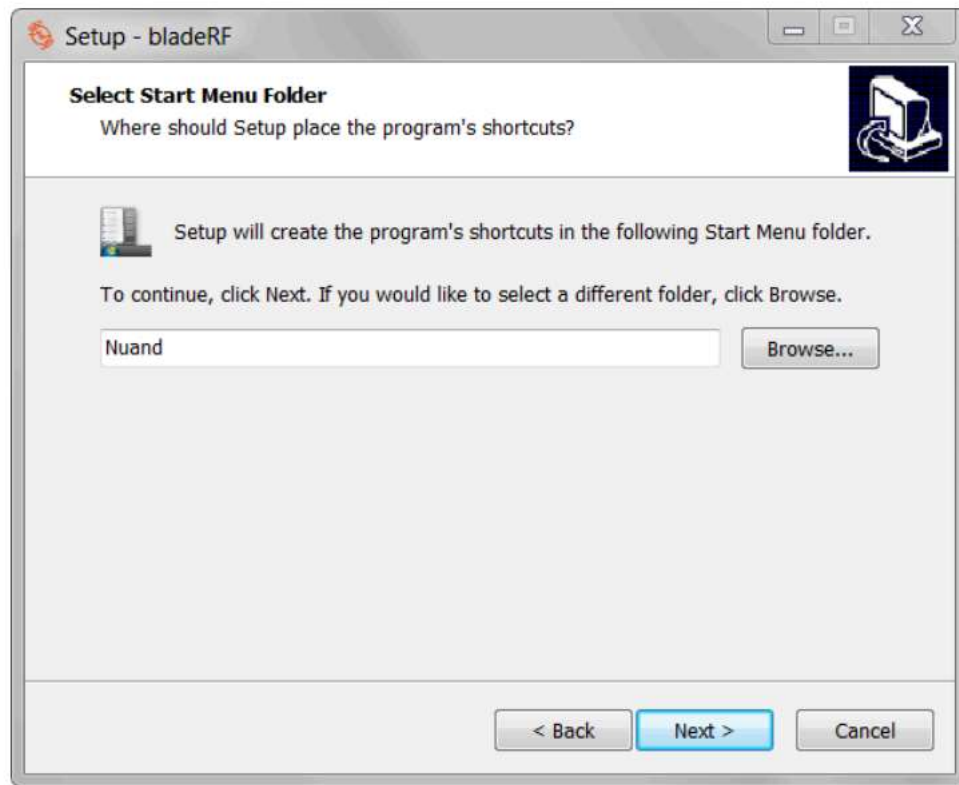 Setup - bladeRF
Select Start Menu Folder
Where should Setup place the program's shortcuts?
Setup will create the program's shortcuts in the following Start Menu folder.
To continue, click Next. If you would like to select a different folder, click Browse.
Nuand
Browse...
< Back
Next >
Cancel